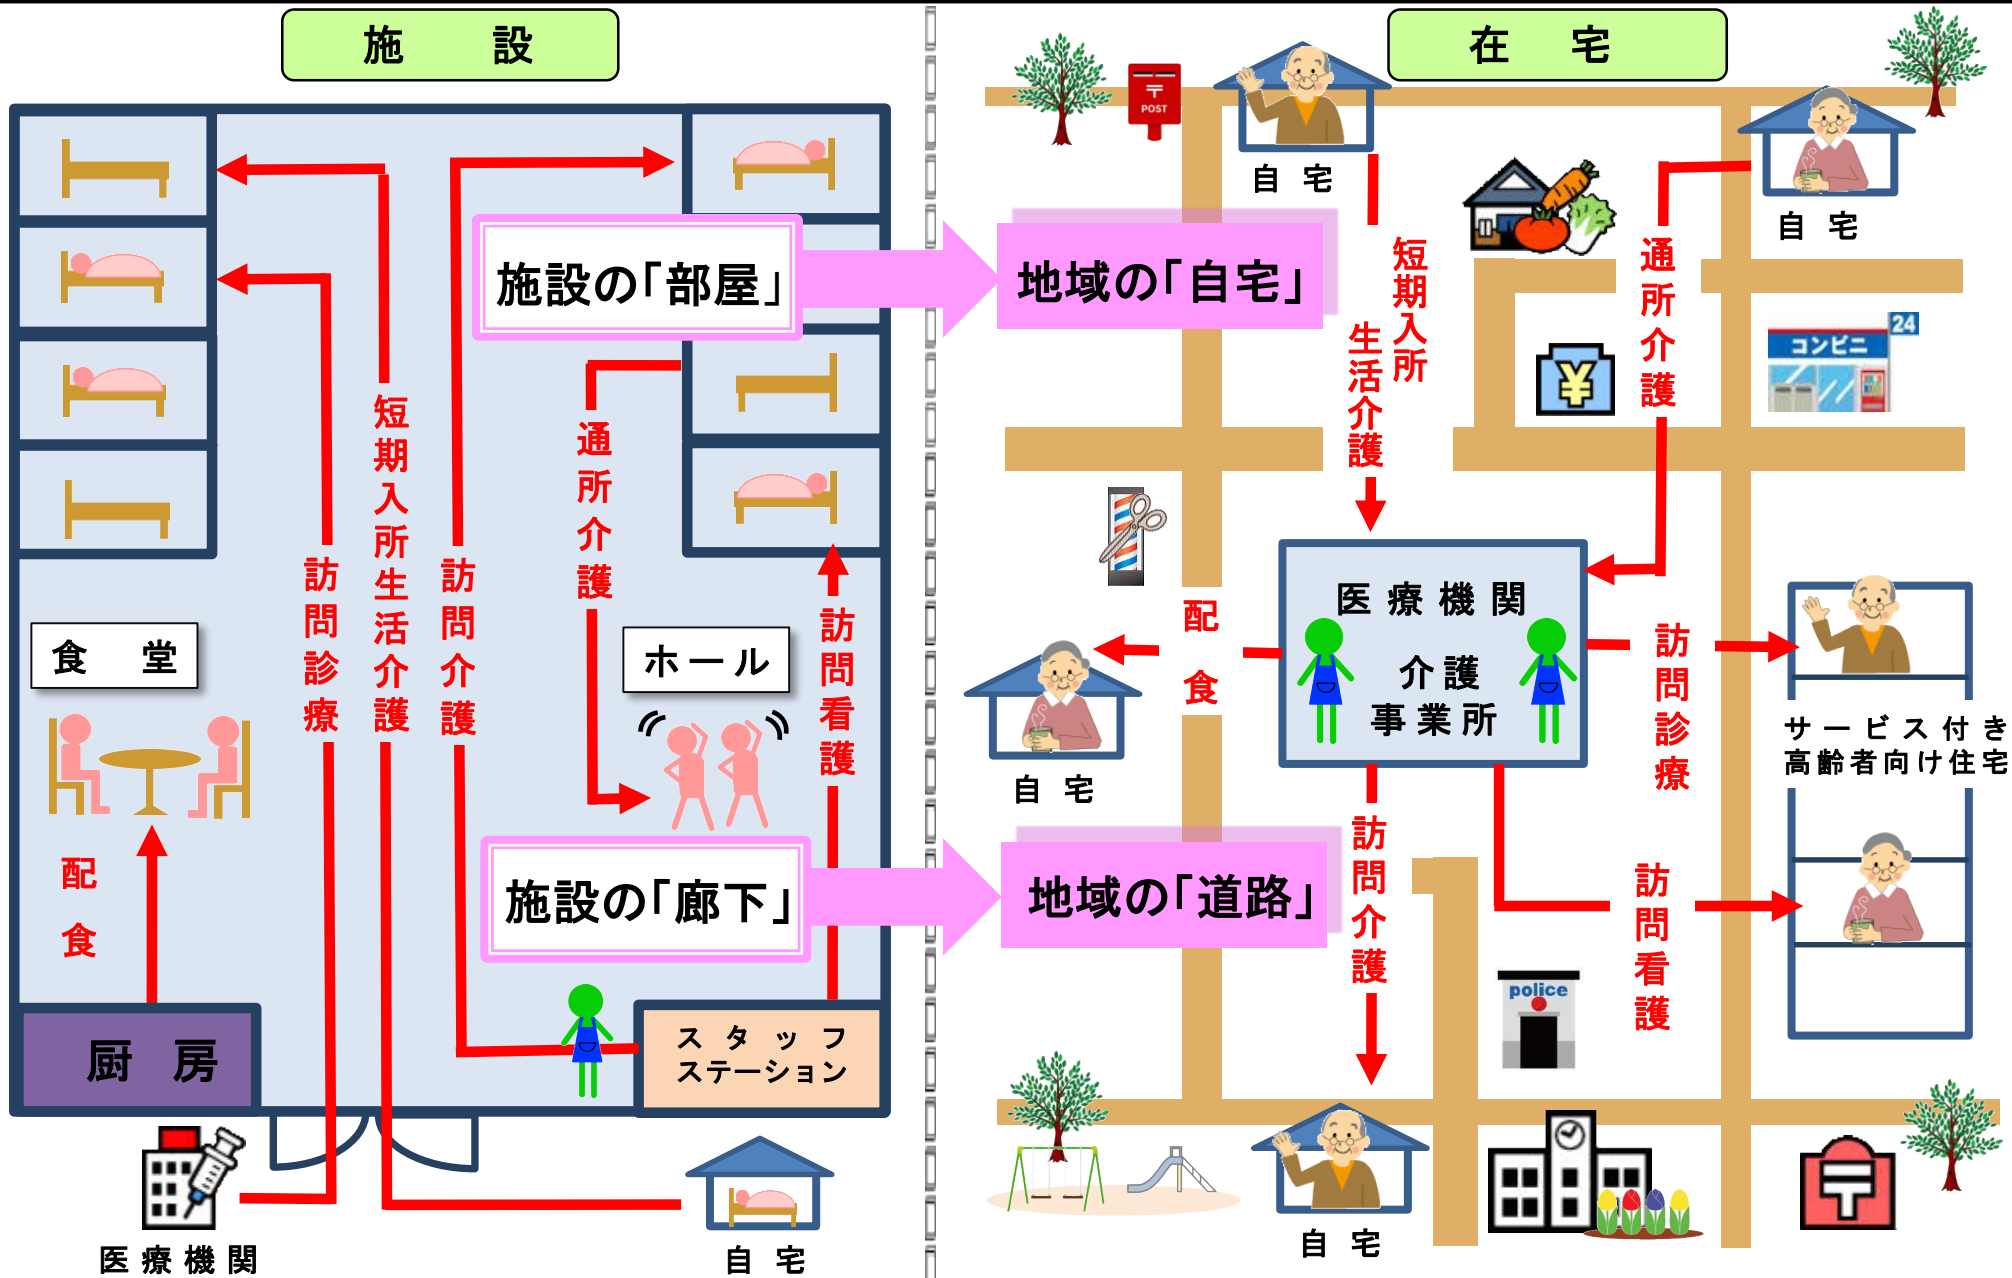 施設
在宅
POST
自宅
自宅
施設の「部屋」
地域の「自宅」
短期入所
生活介護
通所介護
24
コンビニ
¥
短期入所生活介護
通所介護
訪問診療
訪問介護
訪問看護
食堂
ホール
配食
医療機関
介護
事業所
配食
訪問診療
自宅
サービス付き
高齢者向け住宅
施設の「廊下」
地域の「道路」
訪問介護
訪問看護
配食
police
厨房
スタッフ
ステーション
医療機関
自宅
自宅